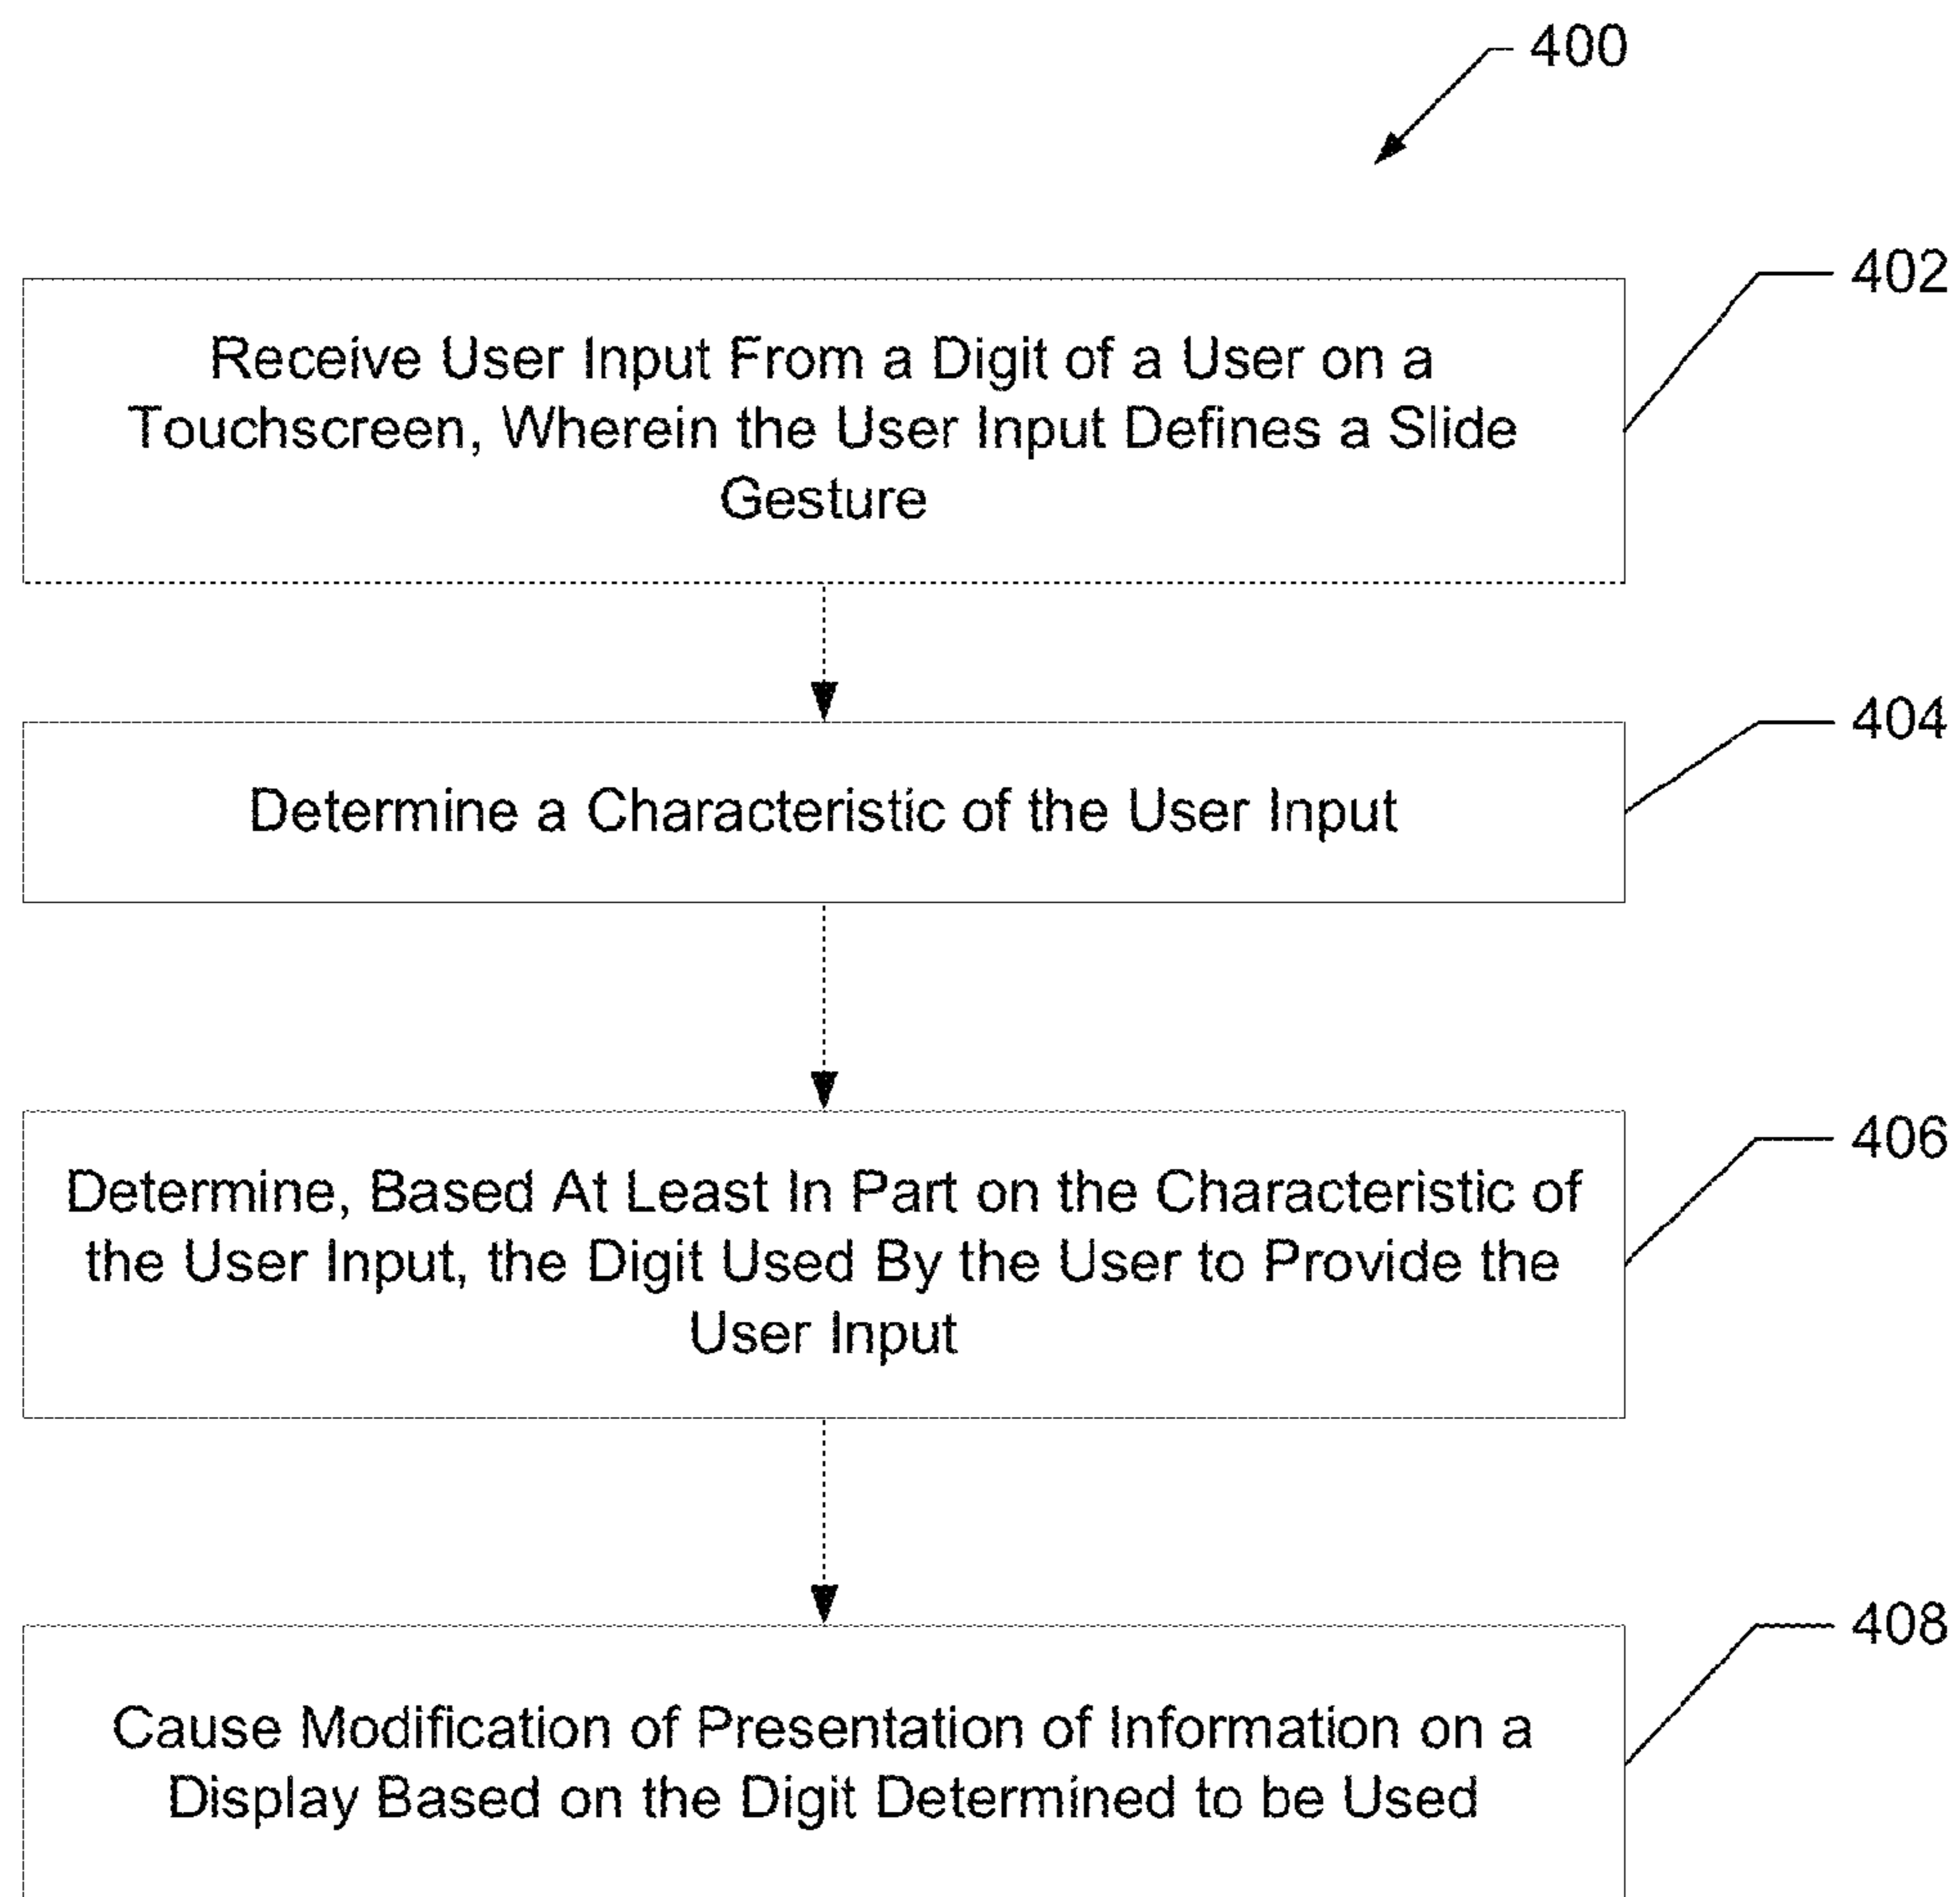 400
402
Receive User Input From a Digit of a User on a
Touchscreen, Wherein the User Input Defines a Slide
Gesture
404
Determine a Characteristic of the User Input
406
Determine, Based At Least In Part on the Characteristic of
the User Input, the Digit Used By the User to Provide the
User Input
408
Cause Modification of Presentation of Information on a
Display Based on the Digit Determined to be Used